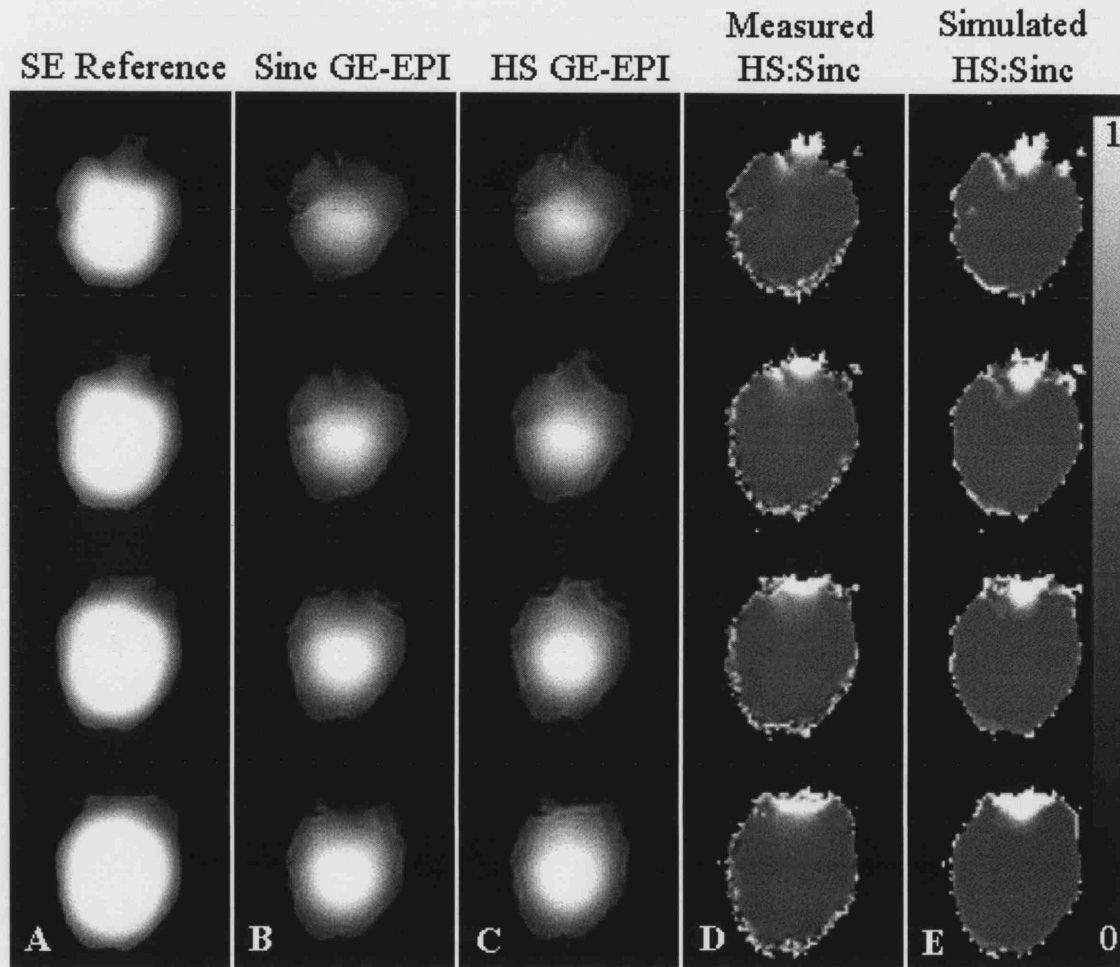 SE Reference
Sinc GE-EPI
HS GE-EPI
Measured
HS:Sinc
Simulated
HS:Sinc
1
A
B
C
D
E
0